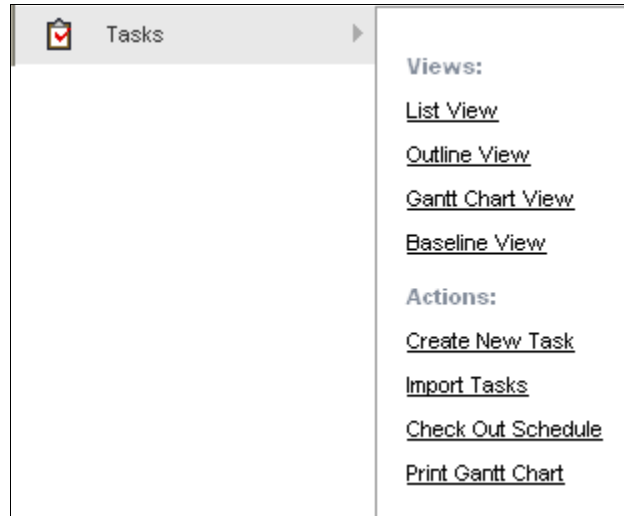 Tasks
Views:
List View
Outline View
Gantt Chart View
Baseline View
Actions:
Create New Task
Import Tasks
Check Out Schedule
Print Gantt Chart